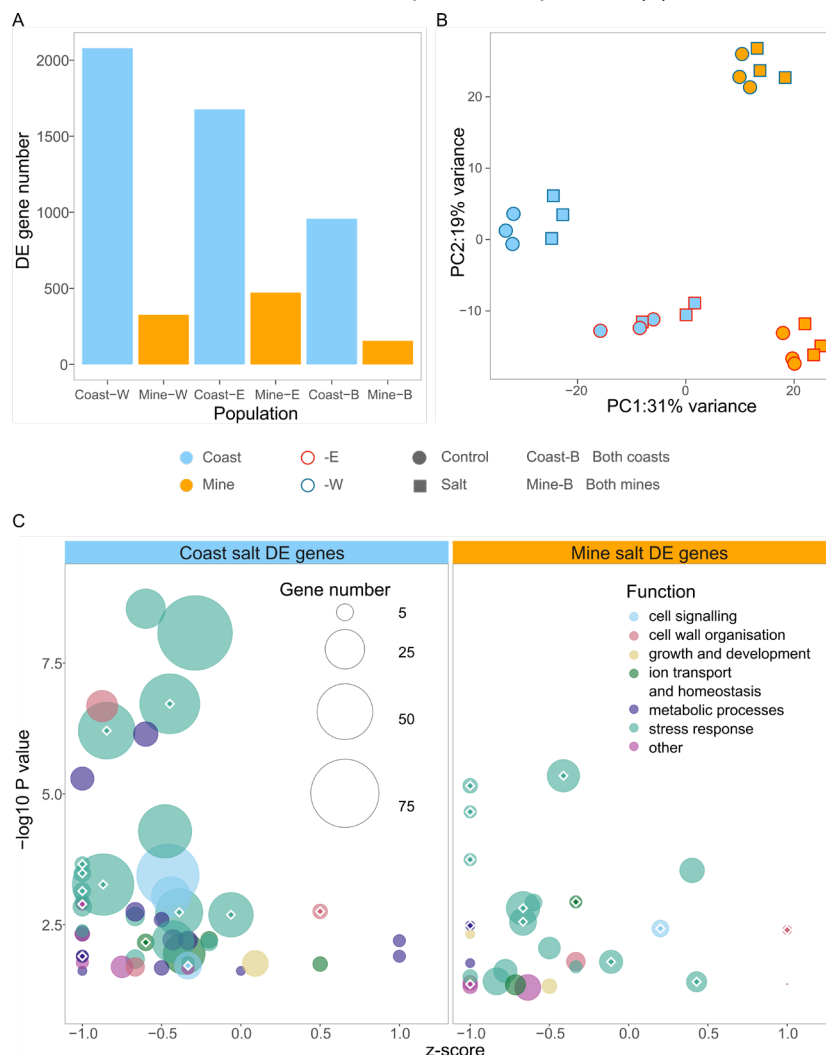 A
B
DE gene number
2000
1500
1000
500
0
Coast−W
Mine−W
Coast−E
Mine−E
Coast−B
Mine−B
Population
PC2:19% variance
20
10
0
−10
−20
0
20
PC1:31% variance
Coast
-E
Control
Coast-B Both coasts
Mine
-W
Salt
Mine-B Both mines
C
Coast salt DE genes
Mine salt DE genes
−log10 P value
7.5
5.0
2.5
Gene number
5
25
50
75
Function
cell signalling
cell wall organisation
growth and development
ion transport
and homeostasis
metabolic processes
stress response
other
−1.0
−0.5
0.0
0.5
1.0
−1.0
−0.5
0.0
0.5
1.0
z-score